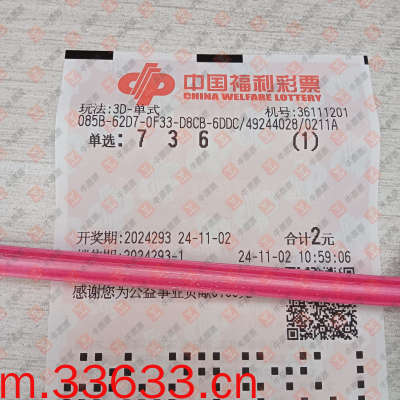 中国福利彩票
CHINA WELFARE LOTTERY
玩法:3D-单式 机号:36111201
085B-62D7-0F33-D8CB-6DDC/49244028/0211A
单选: 7 3 6 (1)
开奖期:2024293 24-11-02 合计2元
2024293-1 24-11-02 10:59:06
感谢您为公益事业贡献
m.33633.cn